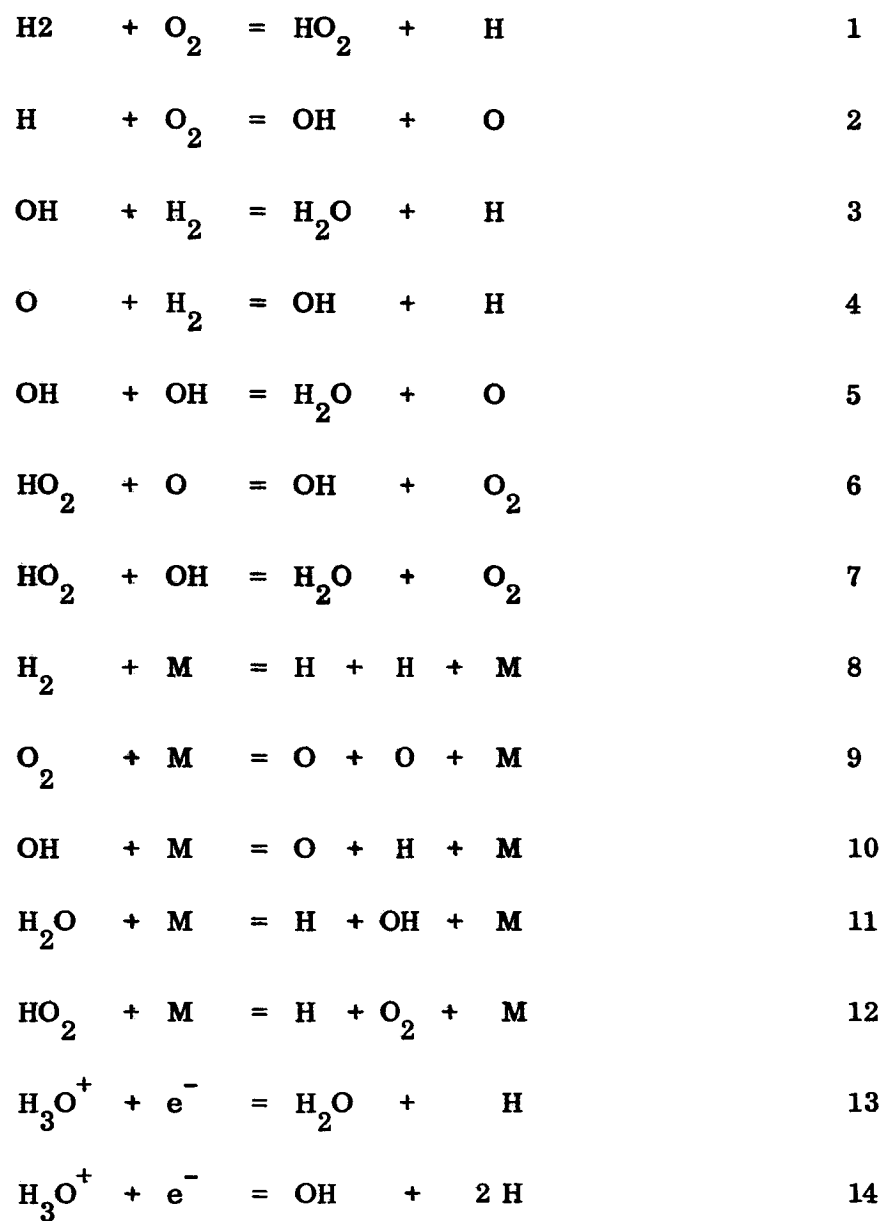 H2 + O₂ = HO₂ + H 1
H + O₂ = OH + O 2
OH + H₂ = H₂O + H 3
O + H₂ = OH + H 4
OH + OH = H₂O + O 5
HO₂ + O = OH + O₂ 6
HO₂ + OH = H₂O + O₂ 7
H₂ + M = H + H + M 8
O₂ + M = O + O + M 9
OH + M = O + H + M 10
H₂O + M = H + OH + M 11
HO₂ + M = H + O₂ + M 12
H₃O⁺ + e⁻ = H₂O + H 13
H₃O⁺ + e⁻ = OH + 2 H 14